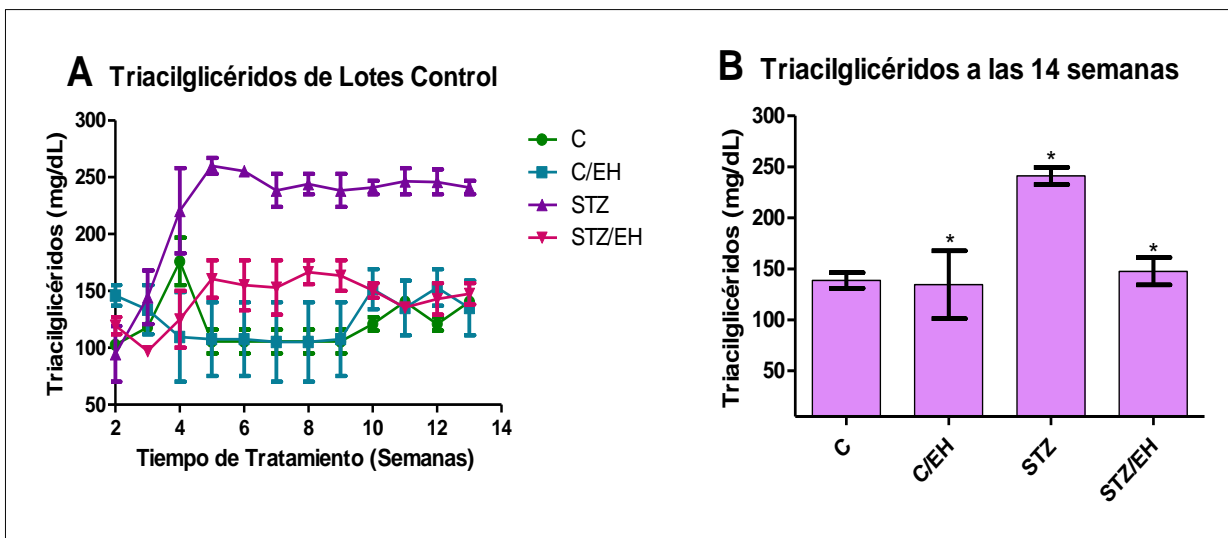 A Triacilglicéridos de Lotes Control
Triacilglicéridos (mg/dL)
300
250
200
150
100
50
2 4 6 8 10 12 14
Tiempo de Tratamiento (Semanas)
C
C/EH
STZ
STZ/EH
B Triacilglicéridos a las 14 semanas
Triacilglicéridos (mg/dL)
300
250
200
150
100
50
* * *
C C/EH STZ STZ/EH